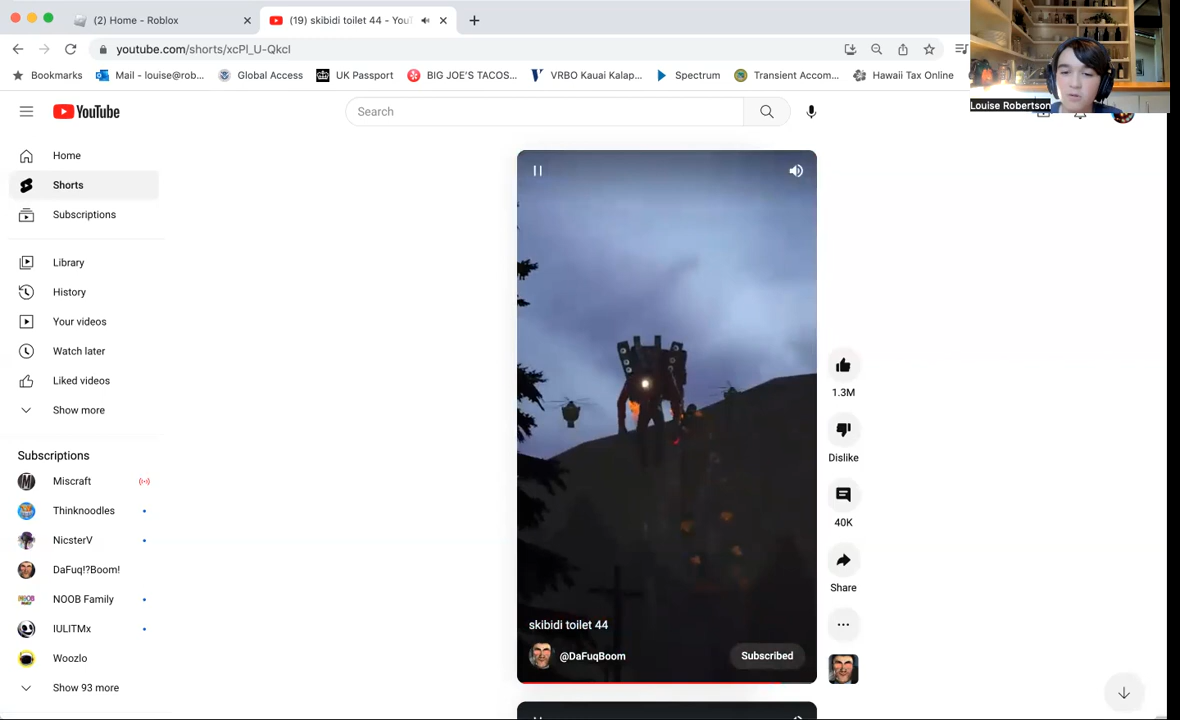 (2) Home - Roblox
(19) skibidi toilet 44 - You
youtube.com/shorts/xcPl_U-Qkcl
Bookmarks
Mail - louise@rob...
Global Access
UK Passport
BIG JOE'S TACOS...
VRBO Kauai Kalap...
Spectrum
Transient Accom...
Hawaii Tax Online
Louise Robertson
YouTube
Search
Home
Shorts
Subscriptions
Library
History
Your videos
Watch later
Liked videos
Show more
Subscriptions
Miscraft
Thinknoodles
NicsterV
DaFuq!?Boom!
NOOB Family
IULITMx
Woozlo
Show 93 more
1.3M
Dislike
40K
Share
skibidi toilet 44
@DaFuqBoom
Subscribed